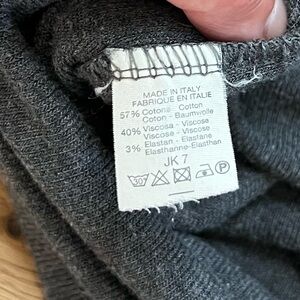 MADE IN ITALY
FABRIQUE EN ITALIE
57% Cotone - Cotton
Coton - Baumwolle
40% Viscosa - Viscose
Viscose - Viscose
3% Elastan - Elastane
Elasthanne-Elasthan
JK 7
30 P